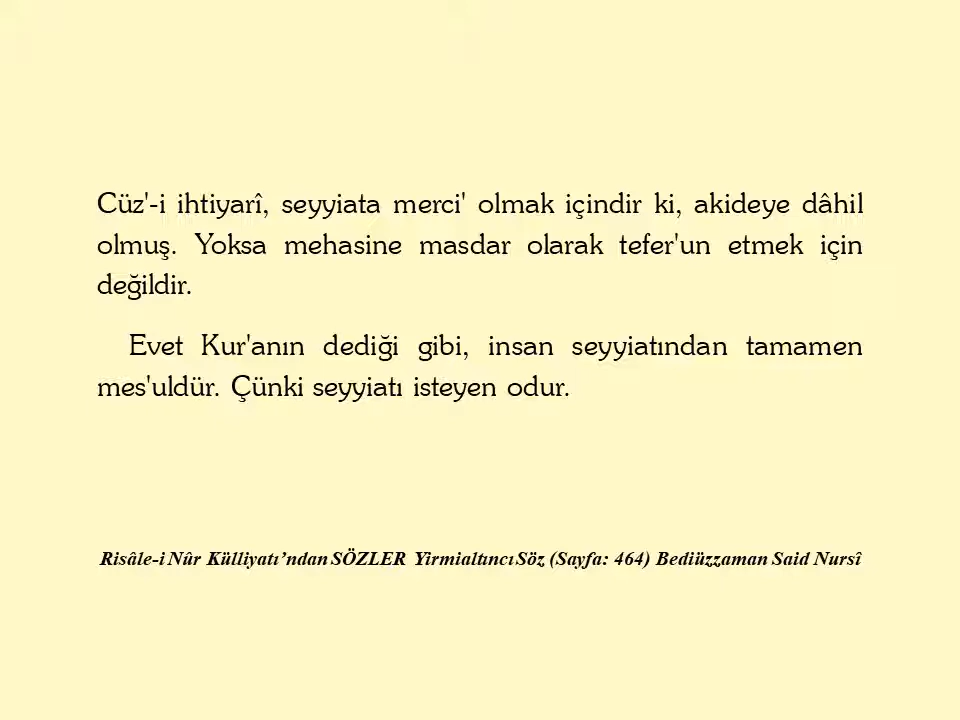 Cüz'-i ihtiyarî, seyyiata merci' olmak içindir ki, akideye dâhil
olmuş. Yoksa mehasine masdar olarak tefer'un etmek için
değildir.
Evet Kur'anın dediği gibi, insan seyyiatından tamamen
mes'uldür. Çünki seyyiatı isteyen odur.
Risâle-i Nûr Külliyatı’ndan SÖZLER Yirmialtıncı Söz (Sayfa: 464) Bediüzzaman Said Nursî